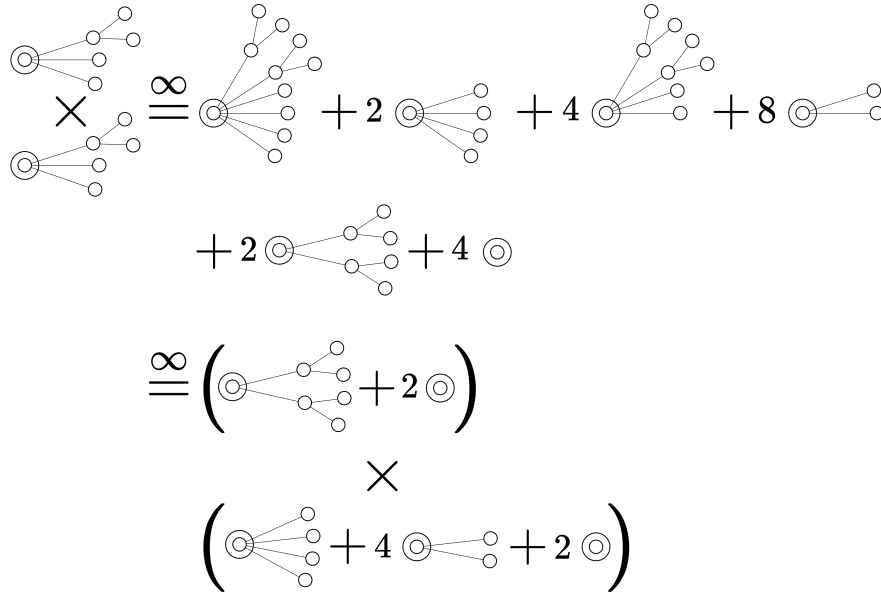 × ≝ + 2 + 4 + 8
+ 2 + 4
≝ ( + 2 )
×
( + 4 + 2 )